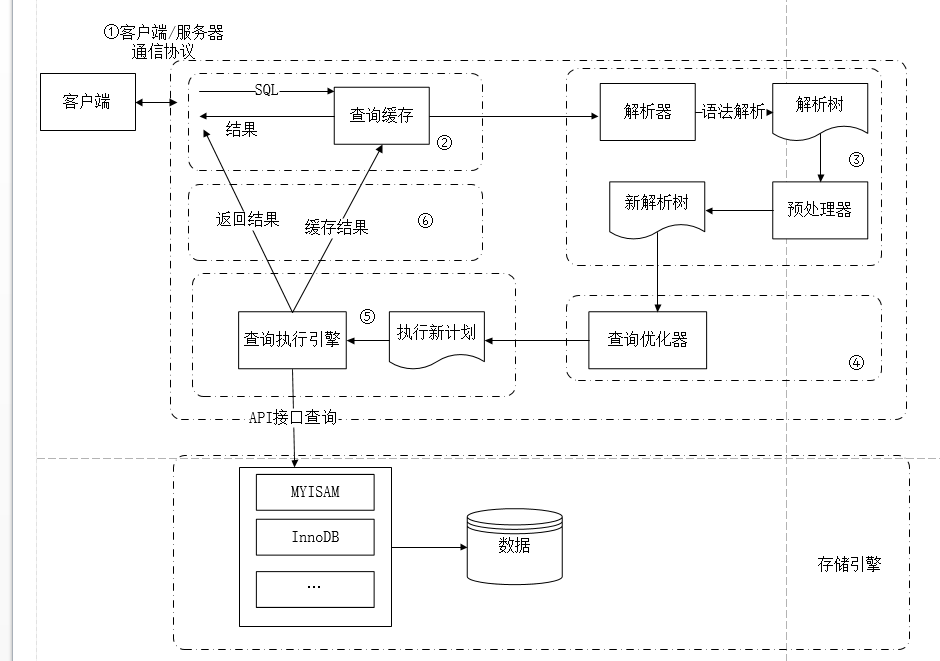 ①客户端/服务器
通信协议
客户端
SQL
查询缓存
结果
②
解析器
语法解析
解析树
③
新解析树
预处理器
返回结果
缓存结果
⑥
查询执行引擎
⑤
执行新计划
查询优化器
④
API接口查询
MYISAM
InnoDB
...
数据
存储引擎